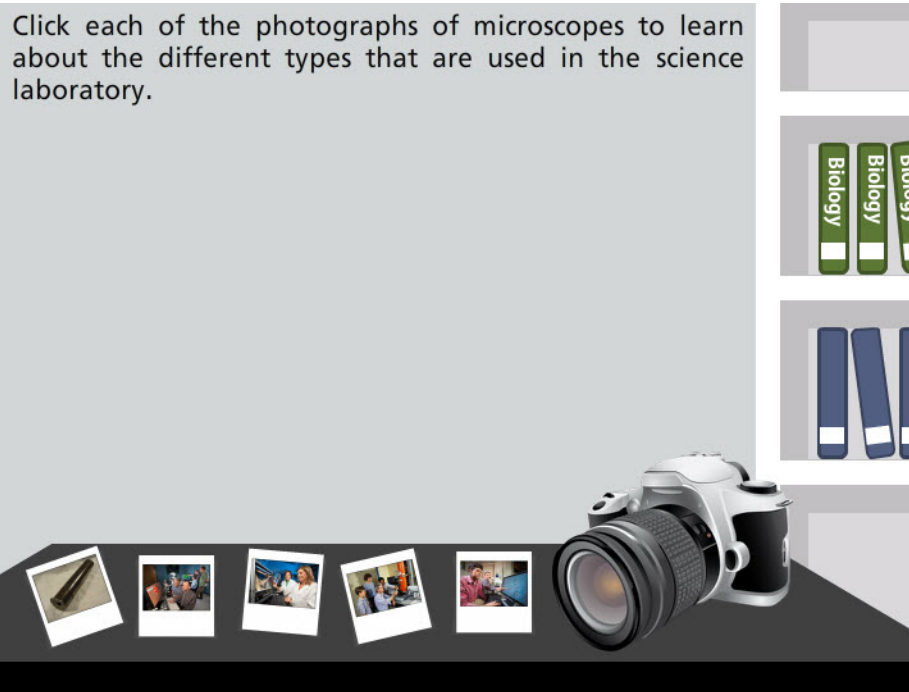 Click each of the photographs of microscopes to learn
about the different types that are used in the science
laboratory.
Biology
Biology
Biology